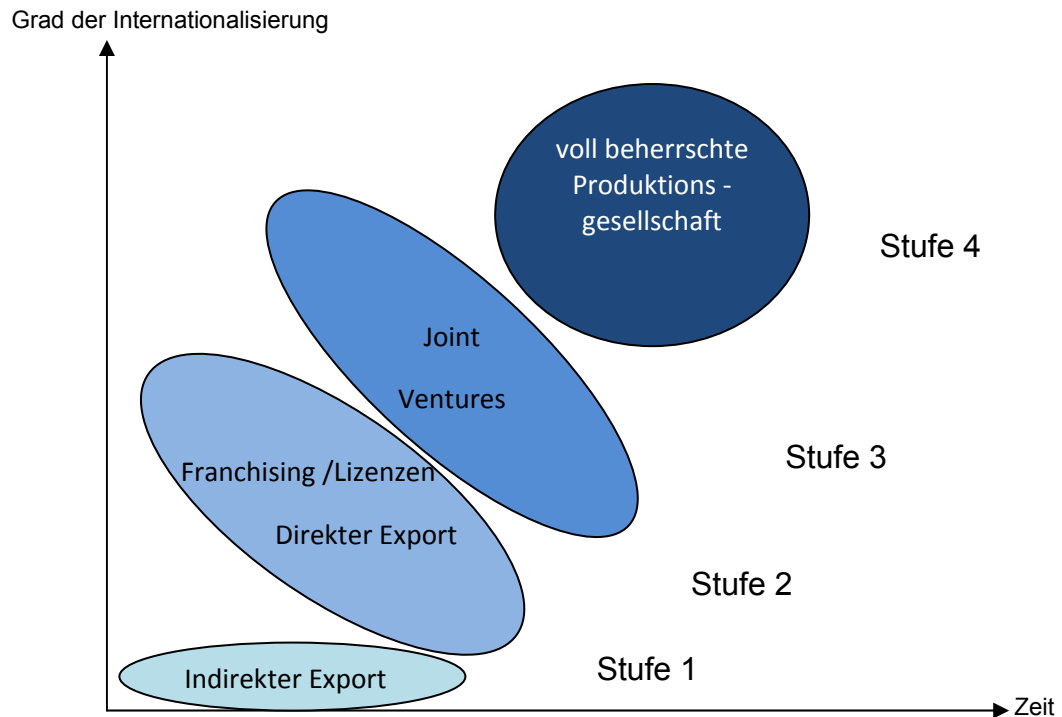 Grad der Internationalisierung
voll beherrschte
Produktions -
gesellschaft
Stufe 4
Joint
Ventures
Stufe 3
Franchising /Lizenzen
Direkter Export
Stufe 2
Indirekter Export
Stufe 1
Zeit